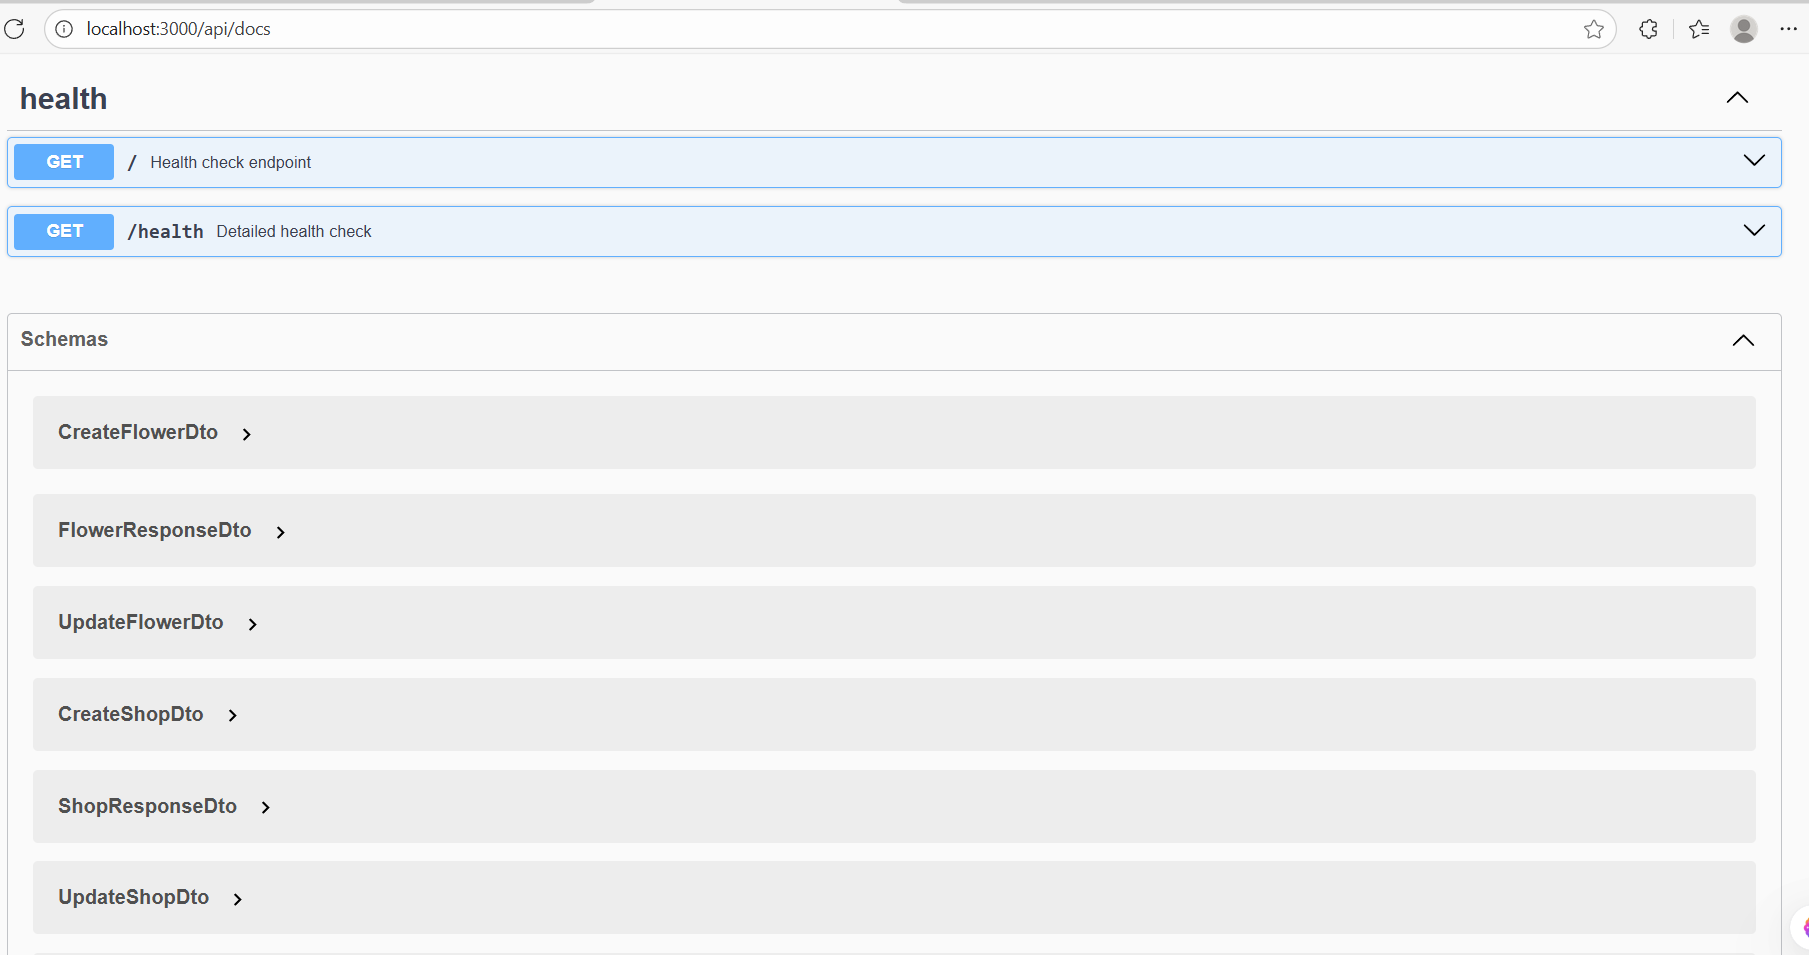 localhost:3000/api/docs
health
GET / Health check endpoint
GET /health Detailed health check
Schemas
CreateFlowerDto
FlowerResponseDto
UpdateFlowerDto
CreateShopDto
ShopResponseDto
UpdateShopDto